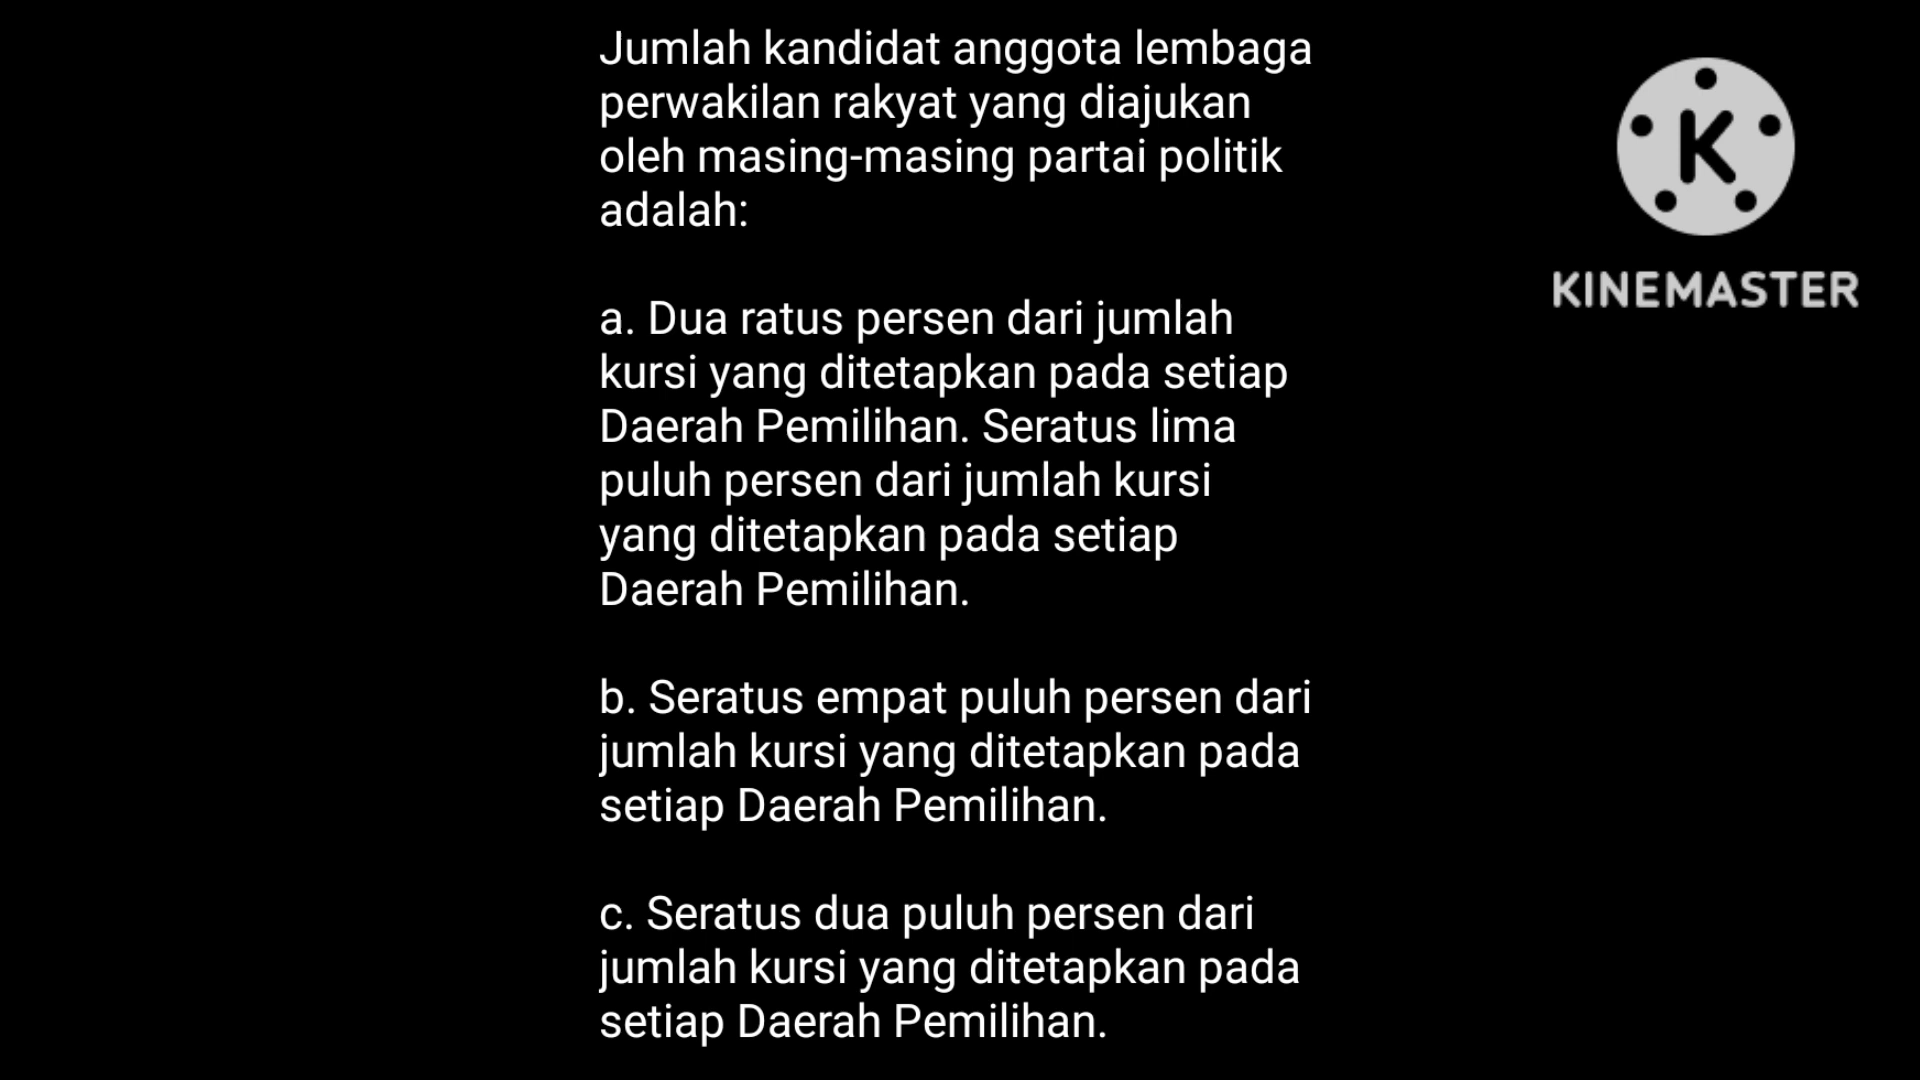 Jumlah kandidat anggota lembaga
perwakilan rakyat yang diajukan
oleh masing-masing partai politik
adalah:
a. Dua ratus persen dari jumlah
kursi yang ditetapkan pada setiap
Daerah Pemilihan. Seratus lima
puluh persen dari jumlah kursi
yang ditetapkan pada setiap
Daerah Pemilihan.
b. Seratus empat puluh persen dari
jumlah kursi yang ditetapkan pada
setiap Daerah Pemilihan.
c. Seratus dua puluh persen dari
jumlah kursi yang ditetapkan pada
setiap Daerah Pemilihan.
K
KINEMASTER